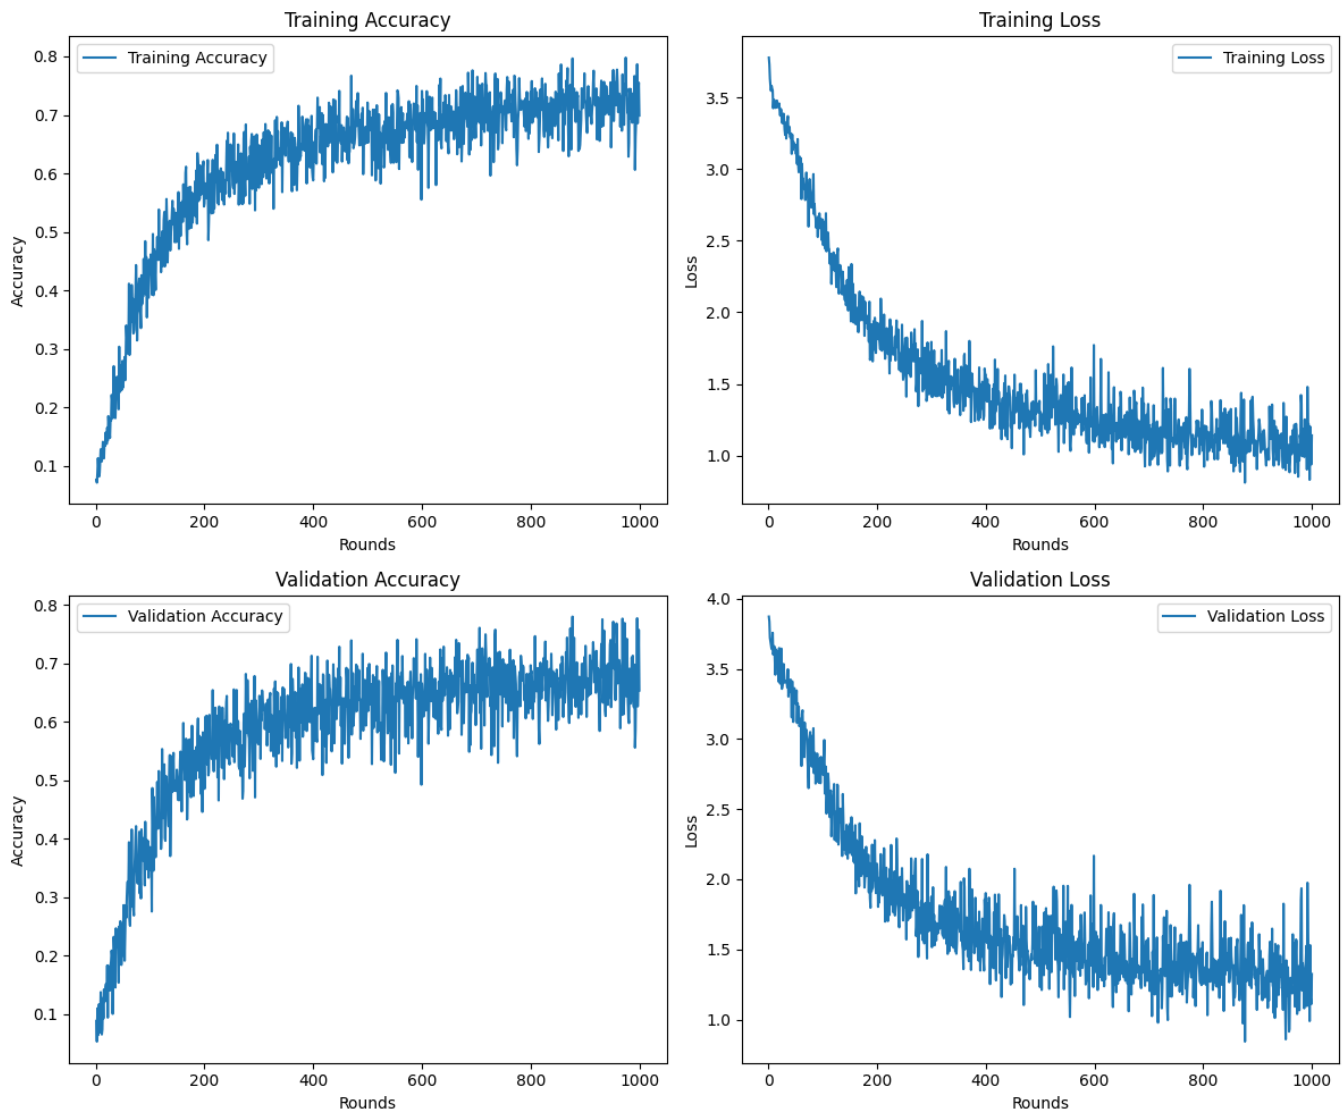 Training Accuracy
Training Accuracy
0.8
0.7
0.6
0.5
0.4
0.3
0.2
0.1
Accuracy
0 200 400 600 800 1000
Rounds
Training Loss
Training Loss
3.5
3.0
2.5
2.0
1.5
1.0
Loss
0 200 400 600 800 1000
Rounds
Validation Accuracy
Validation Accuracy
0.8
0.7
0.6
0.5
0.4
0.3
0.2
0.1
Accuracy
0 200 400 600 800 1000
Rounds
Validation Loss
Validation Loss
4.0
3.5
3.0
2.5
2.0
1.5
1.0
Loss
0 200 400 600 800 1000
Rounds